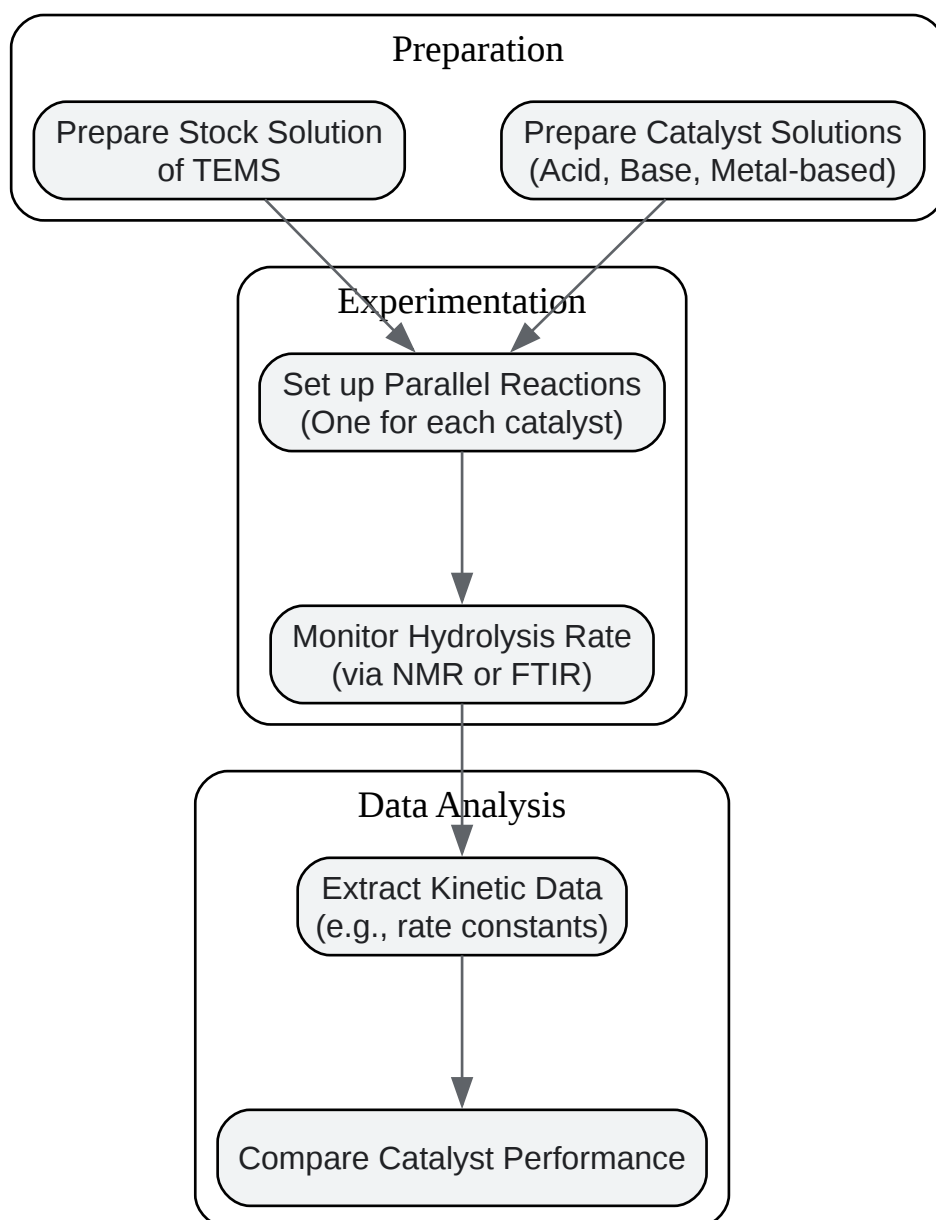 Preparation
Prepare Stock Solution
of TEMS
Prepare Catalyst Solutions
(Acid, Base, Metal-based)
Experimentation
Set up Parallel Reactions
(One for each catalyst)
Monitor Hydrolysis Rate
(via NMR or FTIR)
Data Analysis
Extract Kinetic Data
(e.g., rate constants)
Compare Catalyst Performance